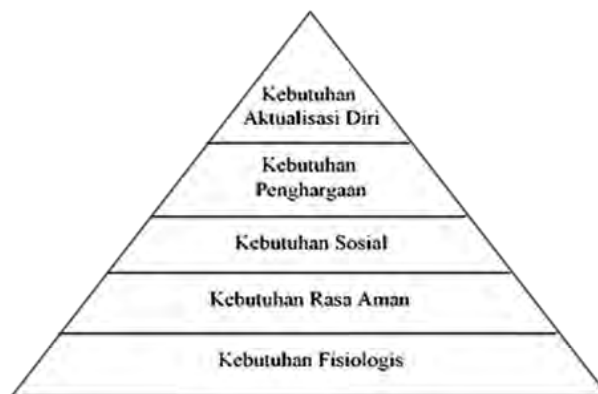 Kebutuhan
Aktualisasi Diri
Kebutuhan
Penghargaan
Kebutuhan Sosial
Kebutuhan Rasa Aman
Kebutuhan Fisiologis